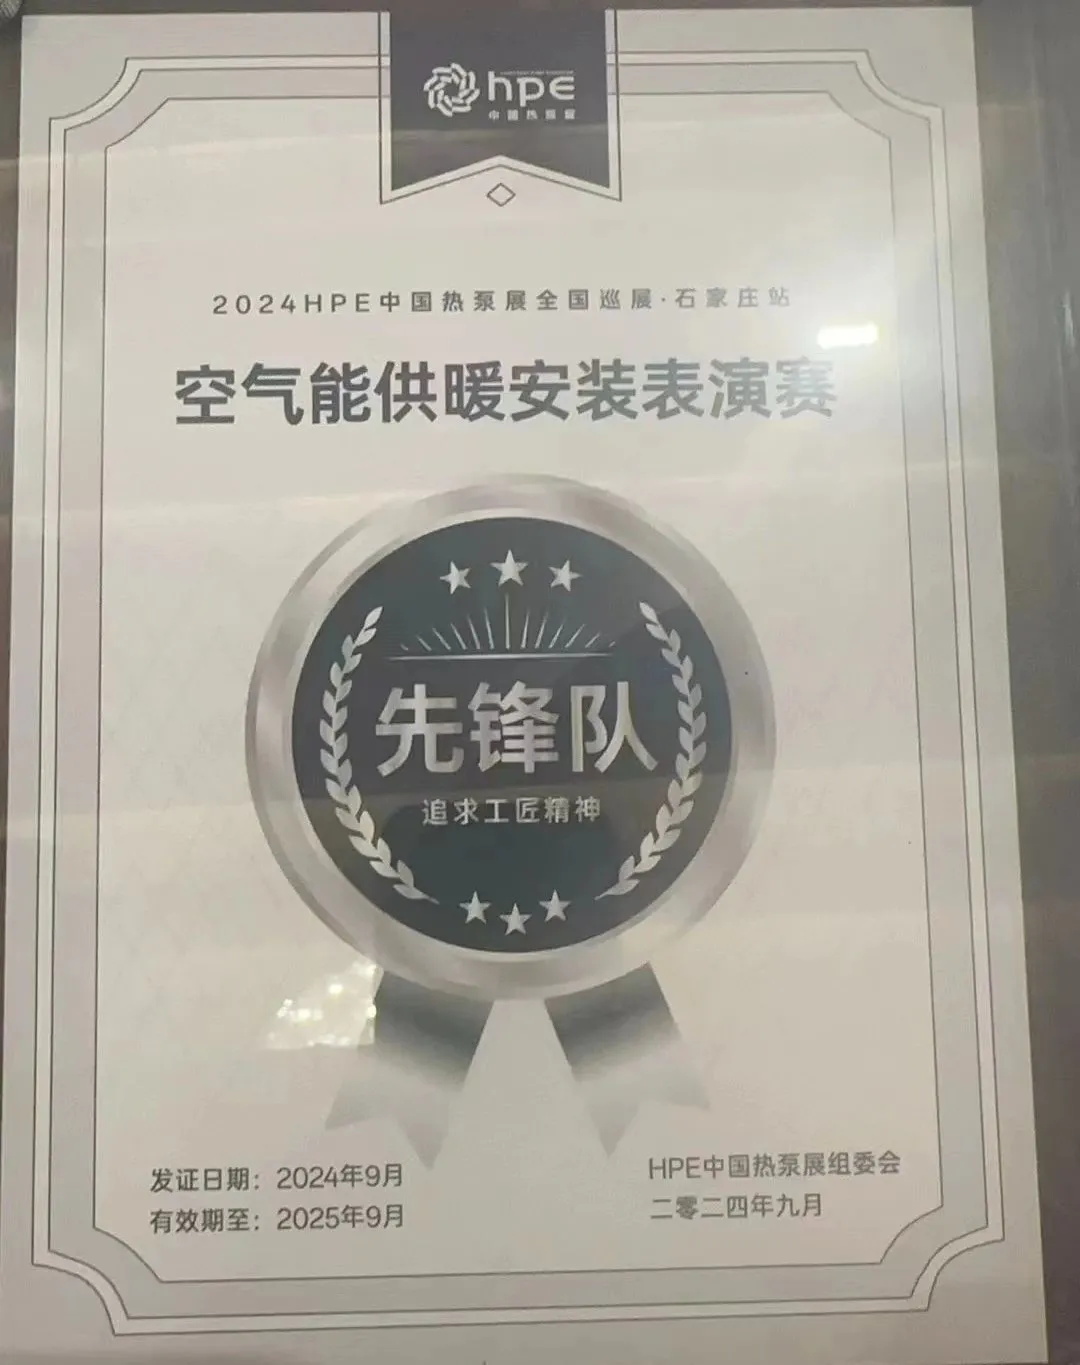 hpe
中国热泵展
2024HPE中国热泵展全国巡展·石家庄站
空气能供暖安装表演赛
先锋队
追求工匠精神
发证日期：2024年9月
有效期至：2025年9月
HPE中国热泵展组委会
二零二四年九月